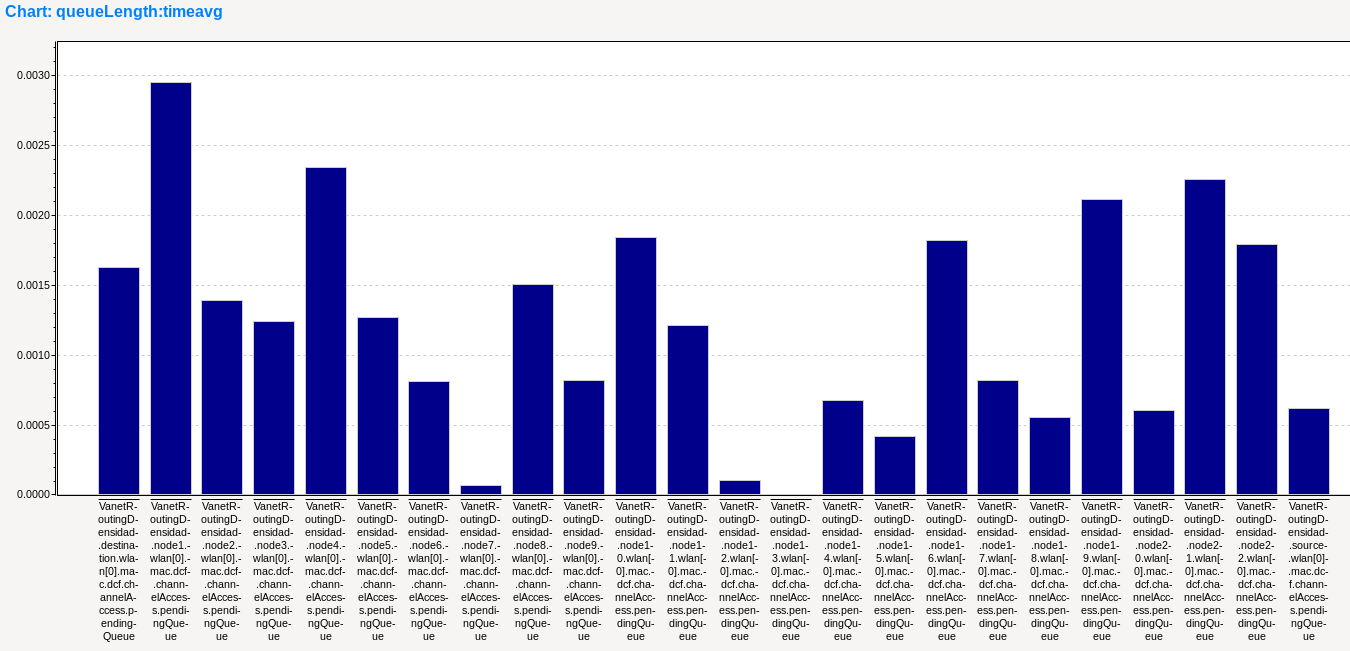 Chart: queueLength:timeavg
0.0030
0.0025
0.0020
0.0015
0.0010
0.0005
0.0000
VanetR-
outingD-
ensidad-
.destina-
tion.wla-
n[0].ma-
c.dcf.ch-
annelA-
ccess.p-
ending-
Queue
VanetR-
outingD-
ensidad-
.node1.-
wlan[0].-
mac.dcf-
.chann-
elAcces-
s.pendi-
ngQue-
ue
VanetR-
outingD-
ensidad-
.node2.-
wlan[0].-
mac.dcf-
.chann-
elAcces-
s.pendi-
ngQue-
ue
VanetR-
outingD-
ensidad-
.node3.-
wlan[0].-
mac.dcf-
.chann-
elAcces-
s.pendi-
ngQue-
ue
VanetR-
outingD-
ensidad-
.node4.-
wlan[0].-
mac.dcf-
.chann-
elAcces-
s.pendi-
ngQue-
ue
VanetR-
outingD-
ensidad-
.node5.-
wlan[0].-
mac.dcf-
.chann-
elAcces-
s.pendi-
ngQue-
ue
VanetR-
outingD-
ensidad-
.node6.-
wlan[0].-
mac.dcf-
.chann-
elAcces-
s.pendi-
ngQue-
ue
VanetR-
outingD-
ensidad-
.node7.-
wlan[0].-
mac.dcf-
.chann-
elAcces-
s.pendi-
ngQue-
ue
VanetR-
outingD-
ensidad-
.node8.-
wlan[0].-
mac.dcf-
.chann-
elAcces-
s.pendi-
ngQue-
ue
VanetR-
outingD-
ensidad-
.node9.-
wlan[0].-
mac.dcf-
.chann-
elAcces-
s.pendi-
ngQue-
ue
VanetR-
outingD-
ensidad-
.node1-
0.wlan[-
0].mac.-
dcf.cha-
nnelAcc-
ess.pen-
dingQu-
eue
VanetR-
outingD-
ensidad-
.node1-
1.wlan[-
0].mac.-
dcf.cha-
nnelAcc-
ess.pen-
dingQu-
eue
VanetR-
outingD-
ensidad-
.node1-
2.wlan[-
0].mac.-
dcf.cha-
nnelAcc-
ess.pen-
dingQu-
eue
VanetR-
outingD-
ensidad-
.node1-
3.wlan[-
0].mac.-
dcf.cha-
nnelAcc-
ess.pen-
dingQu-
eue
VanetR-
outingD-
ensidad-
.node1-
4.wlan[-
0].mac.-
dcf.cha-
nnelAcc-
ess.pen-
dingQu-
eue
VanetR-
outingD-
ensidad-
.node1-
5.wlan[-
0].mac.-
dcf.cha-
nnelAcc-
ess.pen-
dingQu-
eue
VanetR-
outingD-
ensidad-
.node1-
6.wlan[-
0].mac.-
dcf.cha-
nnelAcc-
ess.pen-
dingQu-
eue
VanetR-
outingD-
ensidad-
.node1-
7.wlan[-
0].mac.-
dcf.cha-
nnelAcc-
ess.pen-
dingQu-
eue
VanetR-
outingD-
ensidad-
.node1-
8.wlan[-
0].mac.-
dcf.cha-
nnelAcc-
ess.pen-
dingQu-
eue
VanetR-
outingD-
ensidad-
.node1-
9.wlan[-
0].mac.-
dcf.cha-
nnelAcc-
ess.pen-
dingQu-
eue
VanetR-
outingD-
ensidad-
.node2-
0.wlan[-
0].mac.-
dcf.cha-
nnelAcc-
ess.pen-
dingQu-
eue
VanetR-
outingD-
ensidad-
.node2-
1.wlan[-
0].mac.-
dcf.cha-
nnelAcc-
ess.pen-
dingQu-
eue
VanetR-
outingD-
ensidad-
.node2-
2.wlan[-
0].mac.-
dcf.cha-
nnelAcc-
ess.pen-
dingQu-
eue
VanetR-
outingD-
ensidad-
.source-
.wlan[0]-
.mac.dc-
f.chann-
elAcces-
s.pendi-
ngQue-
ue